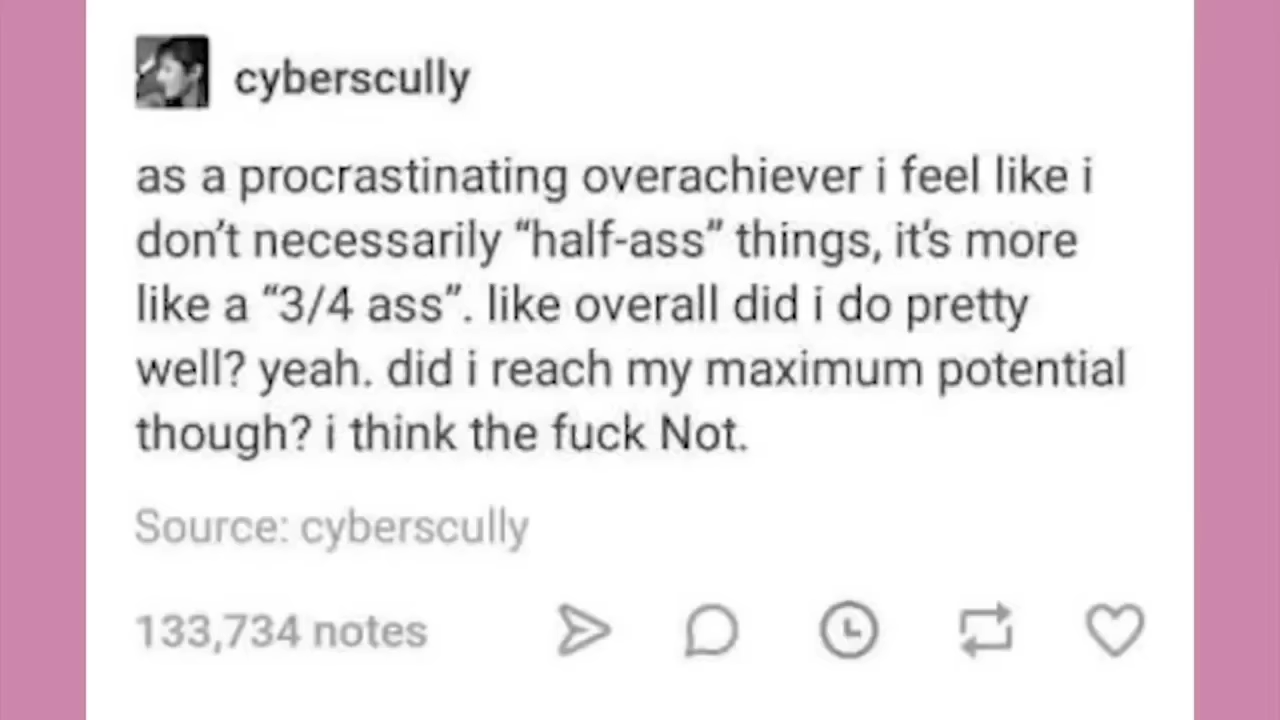 cyberscully
as a procrastinating overachiever i feel like i
don’t necessarily “half-ass” things, it’s more
like a “3/4 ass”. like overall did i do pretty
well? yeah. did i reach my maximum potential
though? i think the fuck Not.
Source: cyberscully
133,734 notes